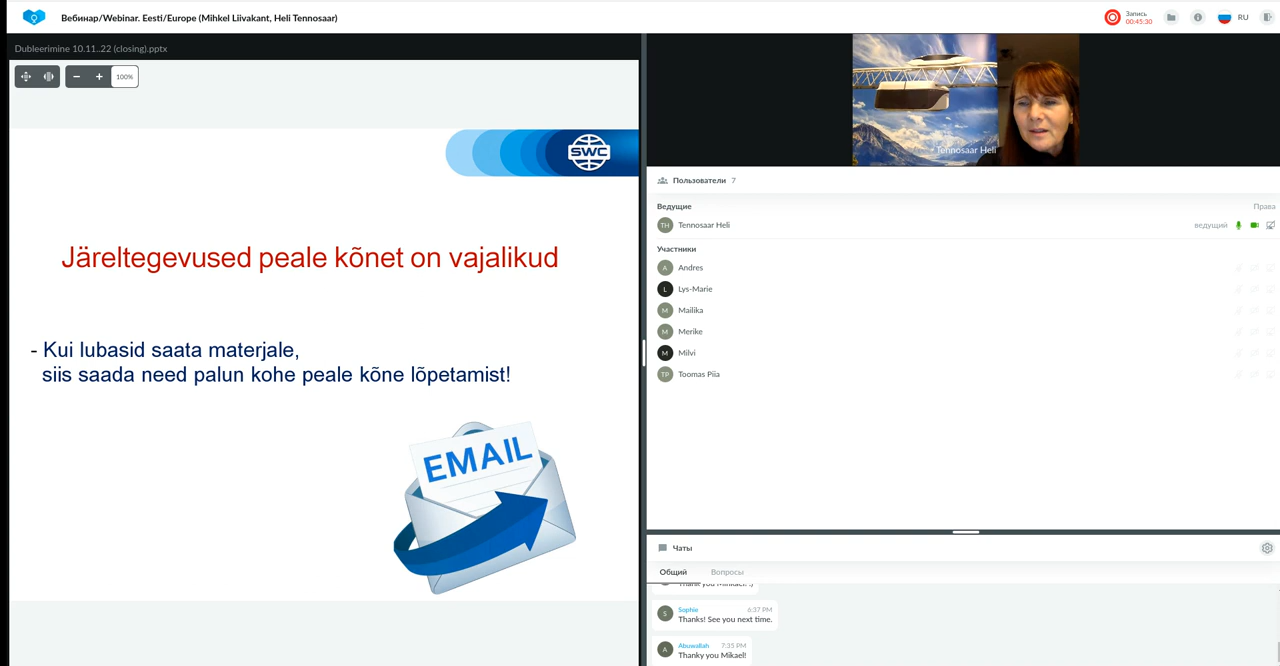 Вебинар/Webinar. Eesti/Europe (Mihkel Liivakant, Heli Tennosaar)
Запись
00:45:30
RU
Dubleerimine 10.11..22 (closing).pptx
100%
SWC
Järeltegevused peale kõnet on vajalikud
- Kui lubasid saata materjale,
siis saada need palun kohe peale kõne lõpetamist!
EMAIL
Tennosaar Heli
Пользователи 7
Ведущие Права
TH Tennosaar Heli ведущий
Участники
A Andres
L Lys-Marie
M Mailika
M Merike
M Milvi
TP Toomas Piia
Чаты
Общий Вопросы
S Sophie 6:37 PM
Thanks! See you next time.
A Abuwallah 7:35 PM
Thanky you Mikael!